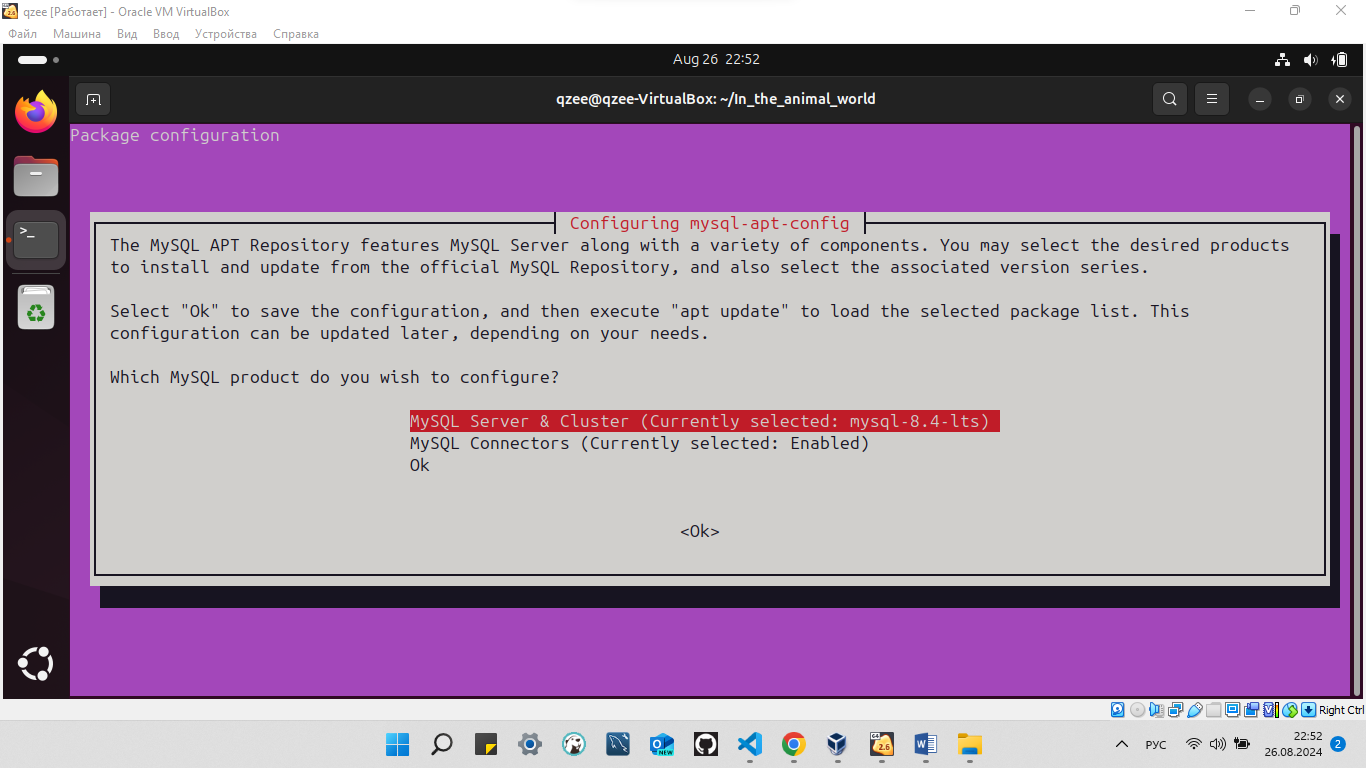 qzee [Работает] - Oracle VM VirtualBox
Файл Машина Вид Ввод Устройства Справка
Aug 26 22:52
qzee@qzee-VirtualBox: ~/In_the_animal_world
Package configuration
Configuring mysql-apt-config
The MySQL APT Repository features MySQL Server along with a variety of components. You may select the desired products
to install and update from the official MySQL Repository, and also select the associated version series.
Select "Ok" to save the configuration, and then execute "apt update" to load the selected package list. This
configuration can be updated later, depending on your needs.
Which MySQL product do you wish to configure?
MySQL Server & Cluster (Currently selected: mysql-8.4-lts)
MySQL Connectors (Currently selected: Enabled)
Ok
<Ok>
Right Ctrl
РУС
22:52
26.08.2024
2